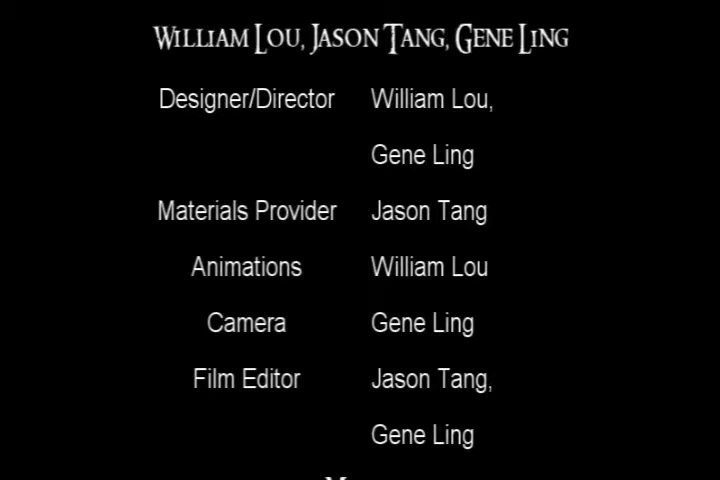 William Lou, Jason Tang, Gene Ling
Designer/Director William Lou,
Gene Ling
Materials Provider Jason Tang
Animations William Lou
Camera Gene Ling
Film Editor Jason Tang,
Gene Ling